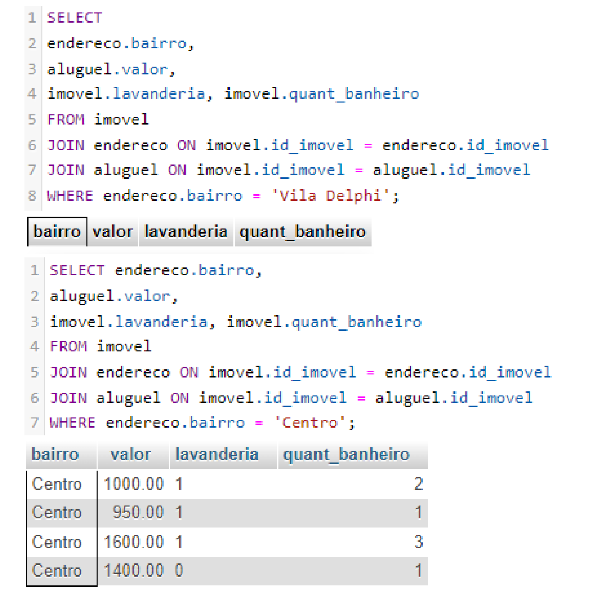 1 SELECT
2 endereco.bairro,
3 aluguel.valor,
4 imovel.lavanderia, imovel.quant_banheiro
5 FROM imovel
6 JOIN endereco ON imovel.id_imovel = endereco.id_imovel
7 JOIN aluguel ON imovel.id_imovel = aluguel.id_imovel
8 WHERE endereco.bairro = 'Vila Delphi';
bairro valor lavanderia quant_banheiro
1 SELECT endereco.bairro,
2 aluguel.valor,
3 imovel.lavanderia, imovel.quant_banheiro
4 FROM imovel
5 JOIN endereco ON imovel.id_imovel = endereco.id_imovel
6 JOIN aluguel ON imovel.id_imovel = aluguel.id_imovel
7 WHERE endereco.bairro = 'Centro';
bairro valor lavanderia quant_banheiro
Centro 1000.00 1 2
Centro 950.00 1 1
Centro 1600.00 1 3
Centro 1400.00 0 1